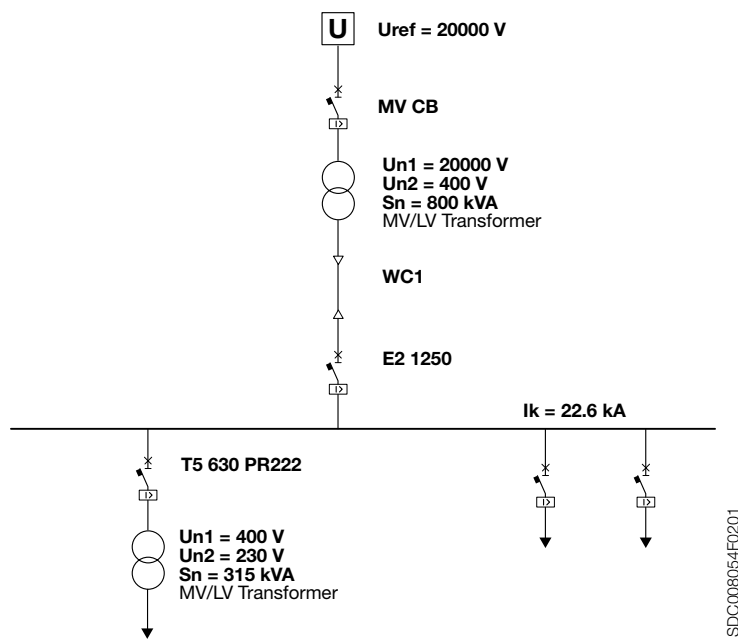 U
Uref = 20000 V
MV CB
I>
Un1 = 20000 V
Un2 = 400 V
Sn = 800 kVA
MV/LV Transformer
WC1
E2 1250
I>
Ik = 22.6 kA
T5 630 PR222
I>
I>
I>
Un1 = 400 V
Un2 = 230 V
Sn = 315 kVA
MV/LV Transformer
SDC008054F0201